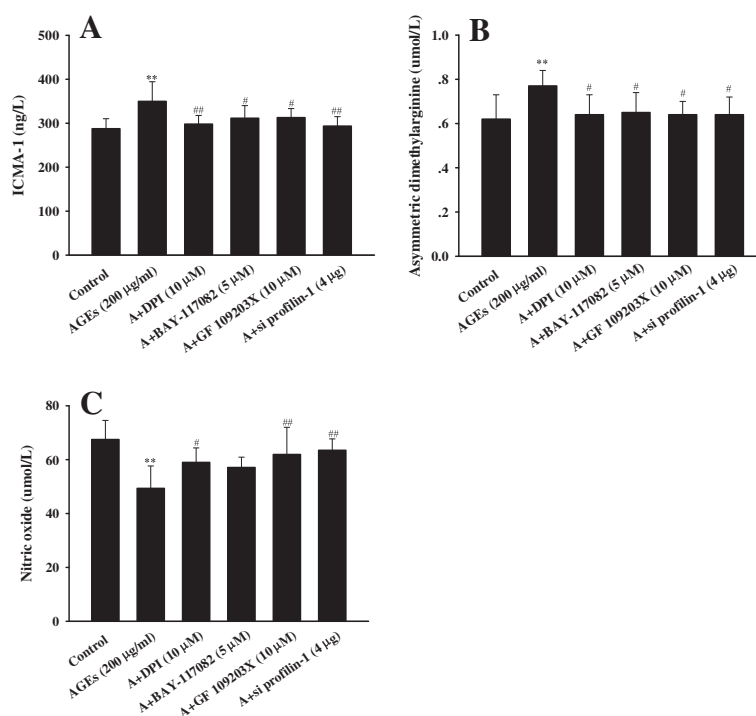 A
ICMA-1 (ng/L)
500
400
300
200
100
0
**
##
#
#
##
Control
AGEs (200 μg/ml)
A+DPI (10 μM)
A+BAY-117082 (5 μM)
A+GF 109203X (10 μM)
A+si profilin-1 (4 μg)
B
Asymmetric dimethylarginine (umol/L)
1.0
.8
.6
.4
.2
0.0
**
#
#
#
#
Control
AGEs (200 μg/ml)
A+DPI (10 μM)
A+BAY-117082 (5 μM)
A+GF 109203X (10 μM)
A+si profilin-1 (4 μg)
C
Nitric oxide (umol/L)
80
60
40
20
0
**
#
##
##
Control
AGEs (200 μg/ml)
A+DPI (10 μM)
A+BAY-117082 (5 μM)
A+GF 109203X (10 μM)
A+si profilin-1 (4 μg)